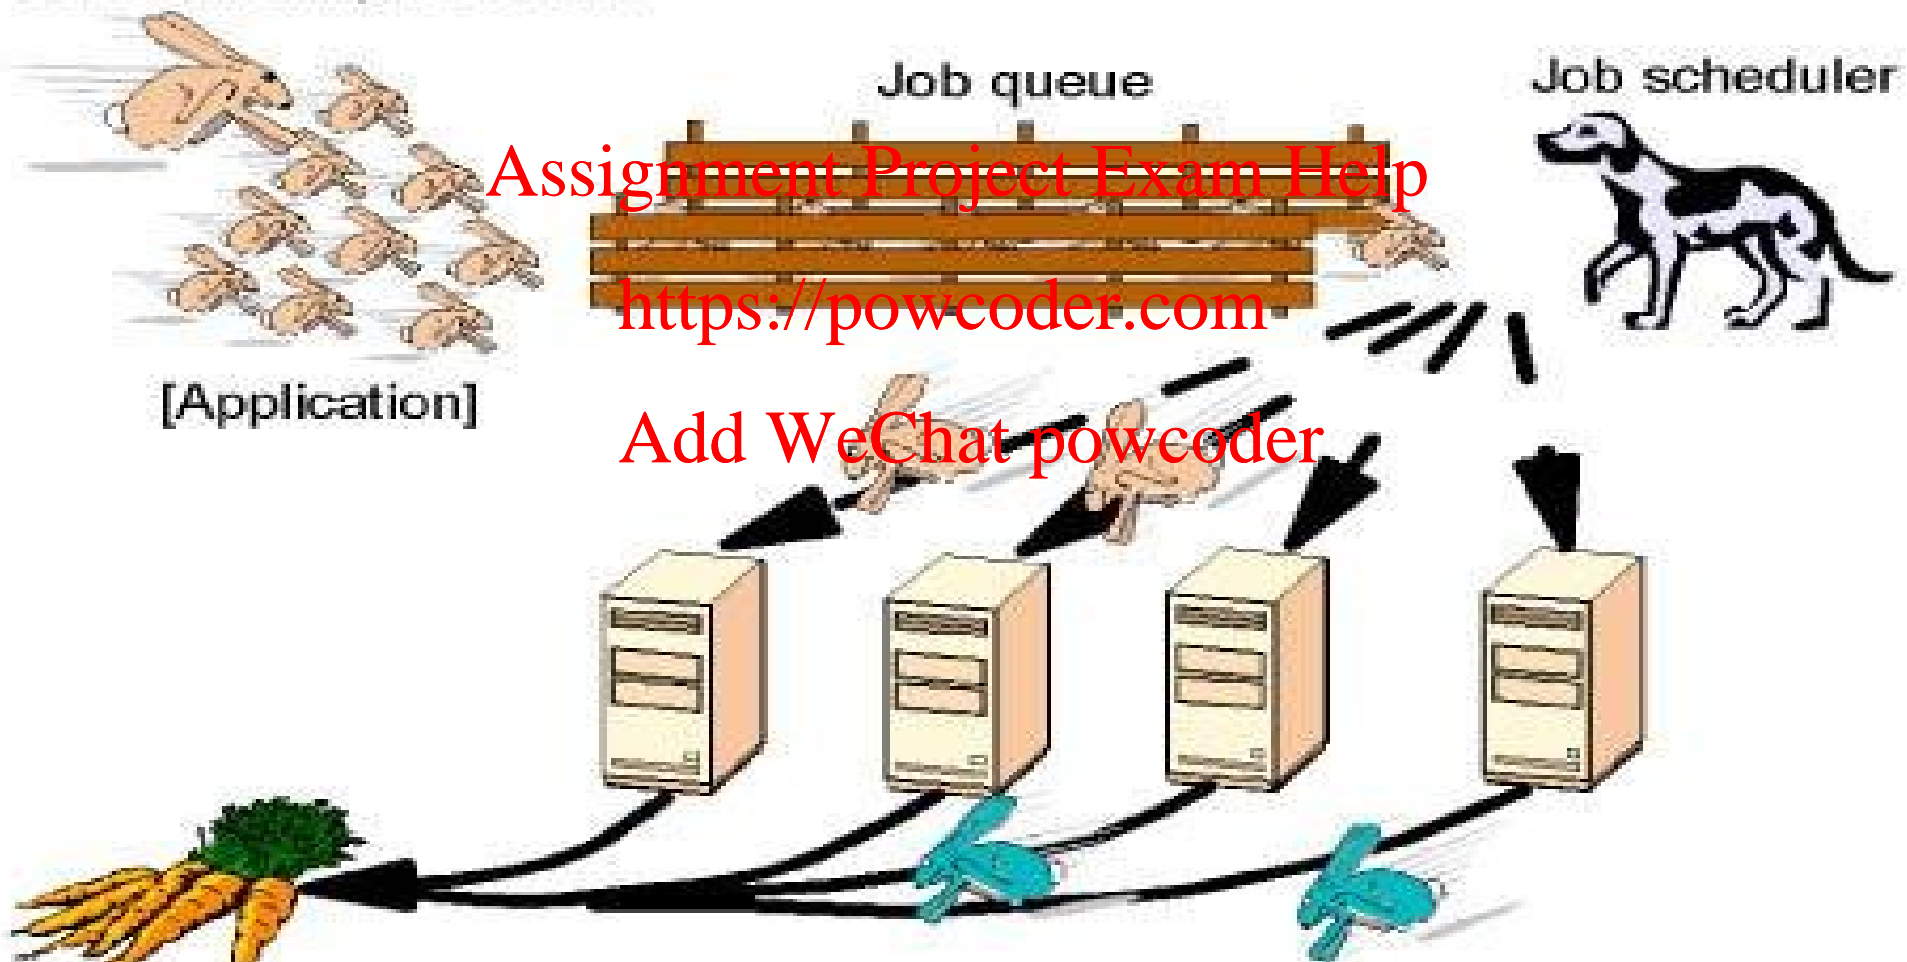 Job queue
Job scheduler
Assignment Project Exam Help
https://powcoder.com
[Application]
Add WeChat powcoder